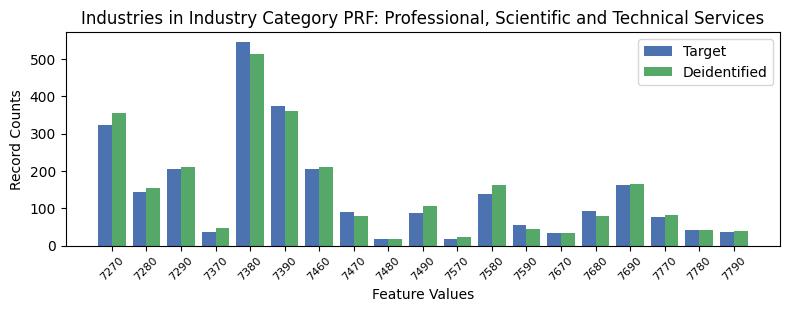 Industries in Industry Category PRF: Professional, Scientific and Technical Services
Target
Deidentified
Record Counts
500
400
300
200
100
0
7270 7280 7290 7370 7380 7390 7460 7470 7480 7490 7570 7580 7590 7670 7680 7690 7770 7780 7790
Feature Values